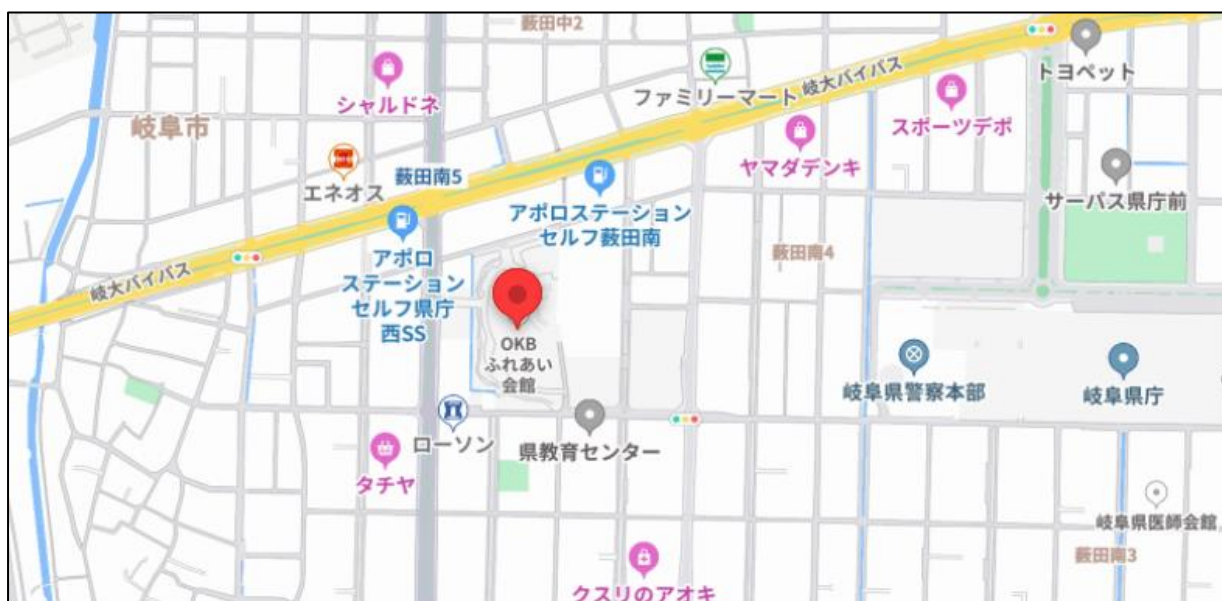 薮田中2
トヨペット
シャルドネ
ファミリーマート
岐大バイパス
スポーツデポ
岐阜市
ヤマダデンキ
エネオス
薮田南5
サーパス県庁前
アポロステーション
セルフ薮田南
薮田南4
アポロ
ステーション
セルフ県庁
西SS
岐大バイパス
OKB
ふれあい
会館
岐阜県警察本部
岐阜県庁
ローソン
県教育センター
タチヤ
岐阜県医師会館
薮田南3
クスリのアオキ